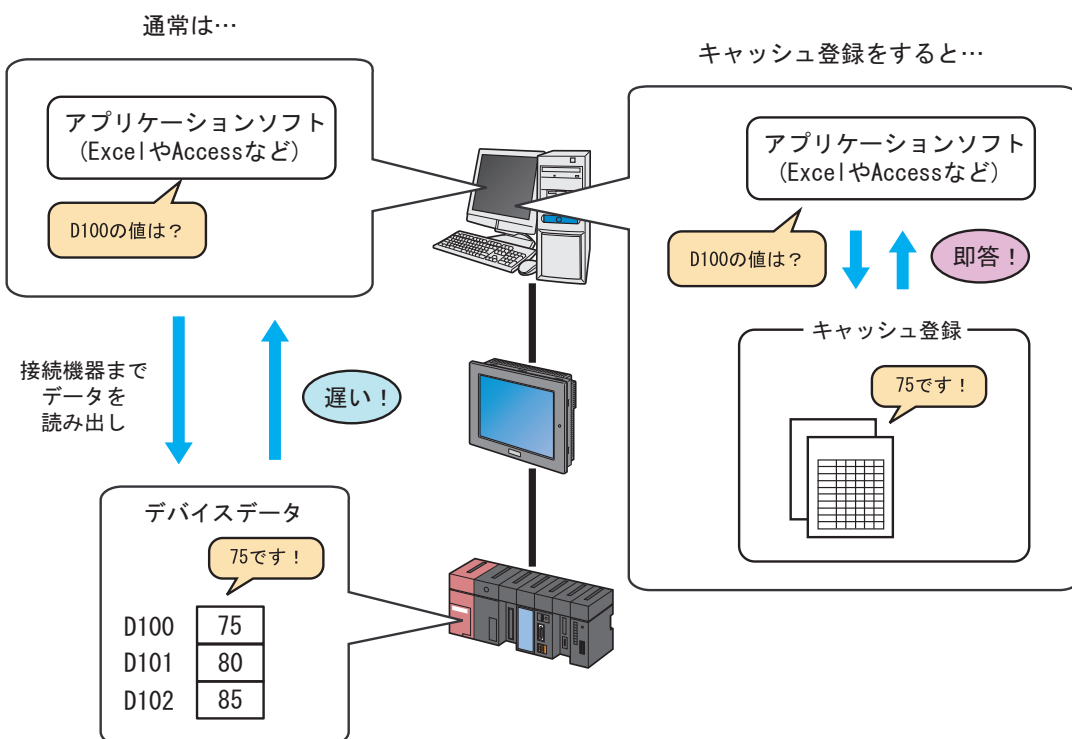 通常は…
アプリケーションソフト
(ExcelやAccessなど)
D100の値は？
接続機器まで
データを
読み出し
遅い！
デバイスデータ
75です！
D100 75
D101 80
D102 85
キャッシュ登録をすると…
アプリケーションソフト
(ExcelやAccessなど)
D100の値は？
即答！
キャッシュ登録
75です！